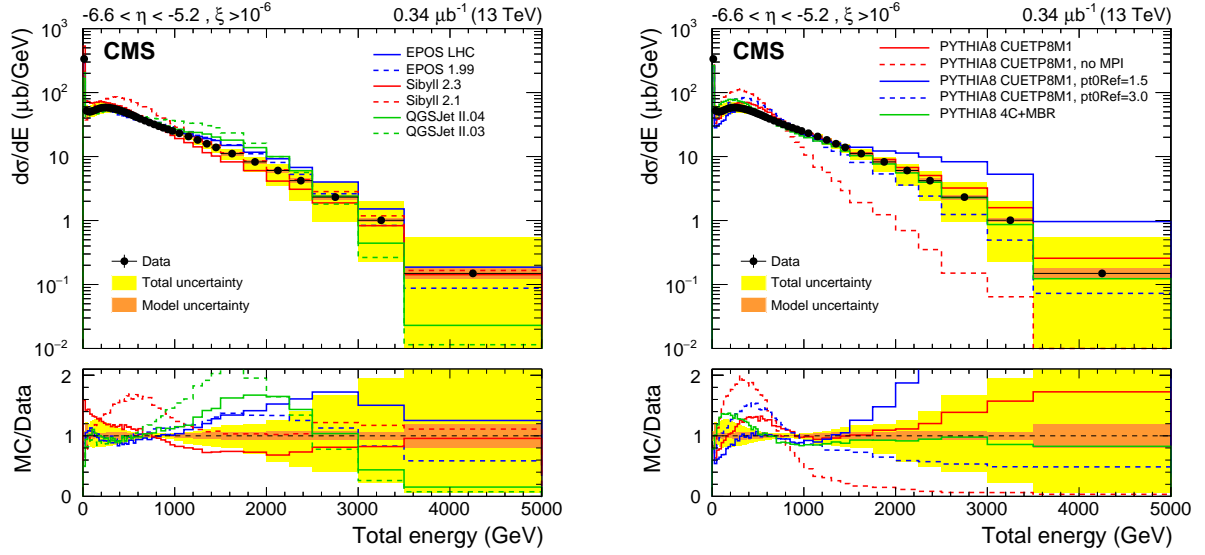 -6.6 < η < -5.2 , ξ >10⁻⁶ 0.34 μb⁻¹ (13 TeV)
CMS
dσ/dE (μb/GeV)
10³
10²
10
1
10⁻¹
10⁻²
EPOS LHC
EPOS 1.99
Sibyll 2.3
Sibyll 2.1
QGSJet II.04
QGSJet II.03
Data
Total uncertainty
Model uncertainty
MC/Data
2
1
0
0 1000 2000 3000 4000 5000
Total energy (GeV)
-6.6 < η < -5.2 , ξ >10⁻⁶ 0.34 μb⁻¹ (13 TeV)
CMS
dσ/dE (μb/GeV)
10³
10²
10
1
10⁻¹
10⁻²
PYTHIA8 CUETP8M1
PYTHIA8 CUETP8M1, no MPI
PYTHIA8 CUETP8M1, pt0Ref=1.5
PYTHIA8 CUETP8M1, pt0Ref=3.0
PYTHIA8 4C+MBR
Data
Total uncertainty
Model uncertainty
MC/Data
2
1
0
0 1000 2000 3000 4000 5000
Total energy (GeV)